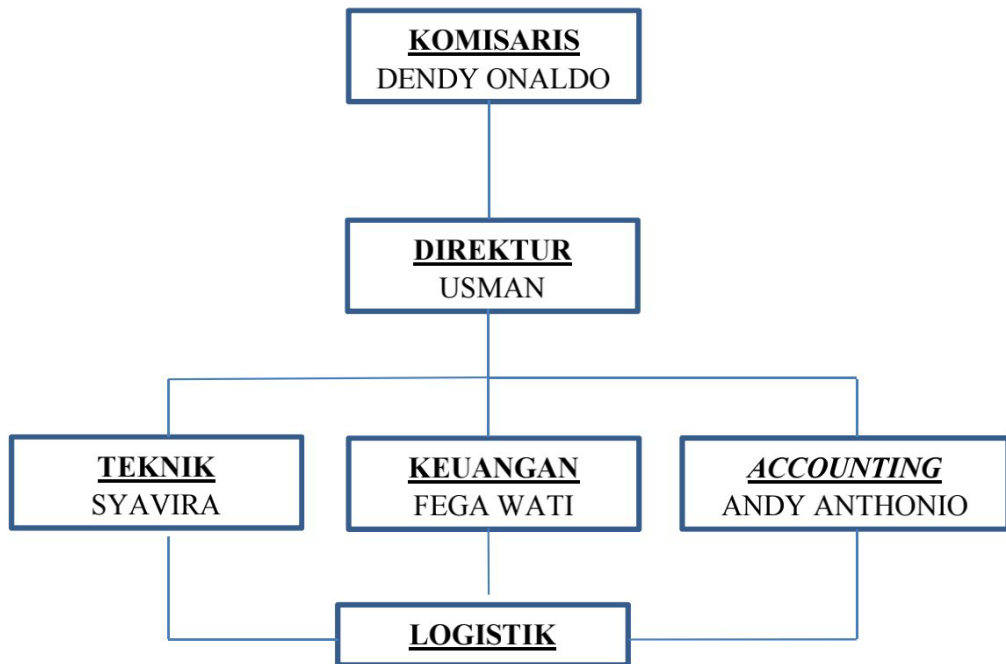 KOMISARIS
DENDY ONALDO
DIREKTUR
USMAN
TEKNIK
SYAVIRA
KEUANGAN
FEGA WATI
ACCOUNTING
ANDY ANTHONIO
LOGISTIK